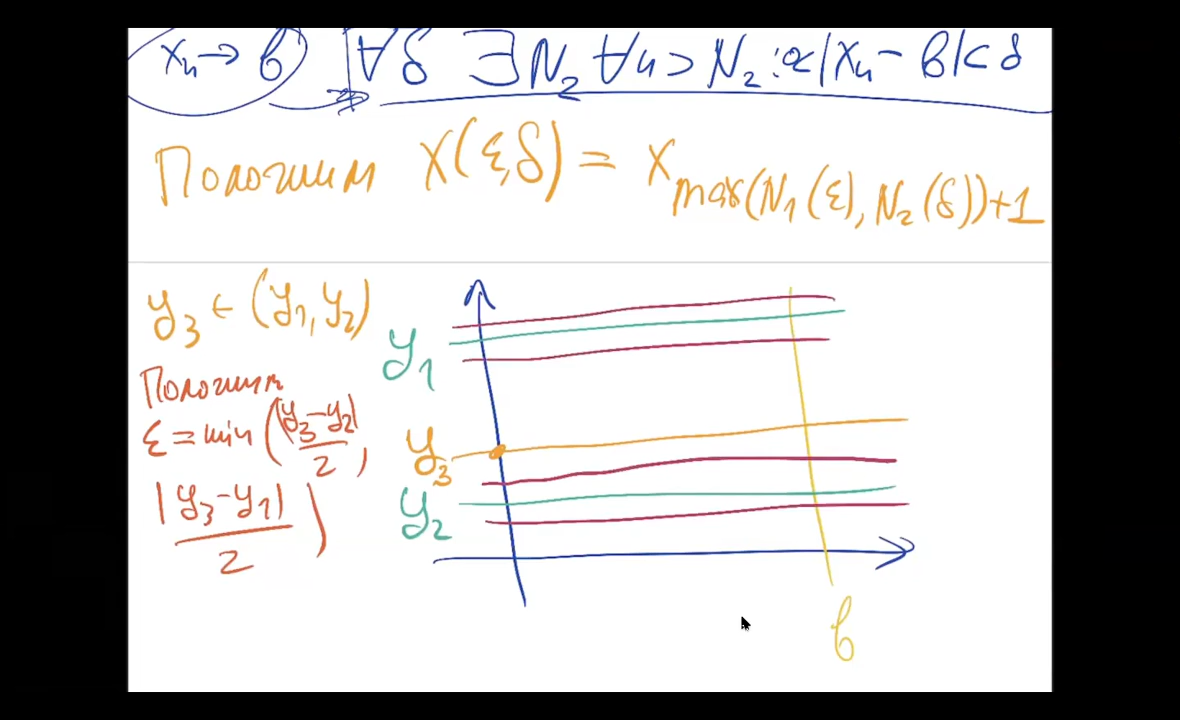 xₙ → b | ∀ δ ∃ N₂ ∀ n > N₂ : |xₙ - b| < δ
Положим x(ε,δ) = x_max(N₁(ε), N₂(δ))+1
y₃ ∈ (y₁, y₂)
Положим
ε = min (|y₃-y₂|/2,
|y₃-y₁|/2)
y₁
y₃
y₂
b